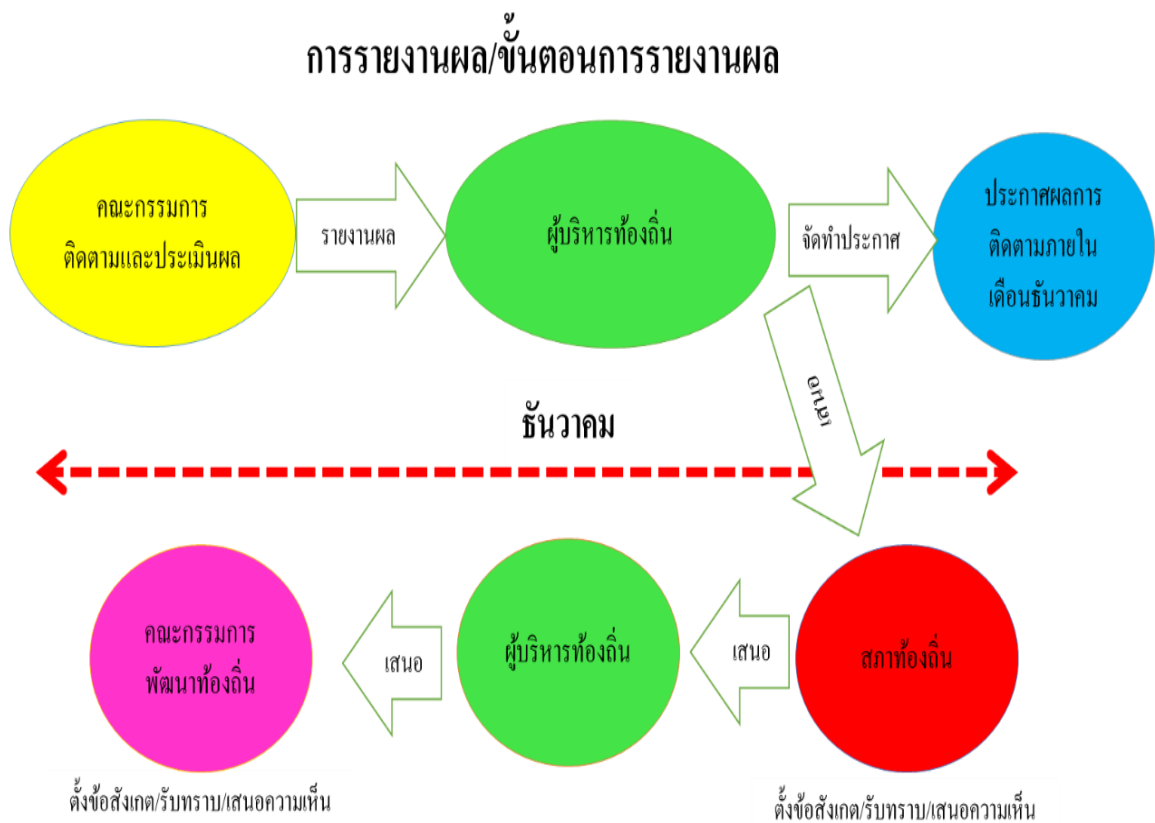 การรายงานผล/ขั้นตอนการรายงานผล
คณะกรรมการ
ติดตามและประเมินผล
รายงานผล
ผู้บริหารท้องถิ่น
จัดทำประกาศ
ประกาศผลการ
ติดตามภายใน
เดือนธันวาคม
เสนอ
ธันวาคม
คณะกรรมการ
พัฒนาท้องถิ่น
เสนอ
ผู้บริหารท้องถิ่น
เสนอ
สภาท้องถิ่น
ตั้งข้อสังเกต/รับทราบ/เสนอความเห็น
ตั้งข้อสังเกต/รับทราบ/เสนอความเห็น